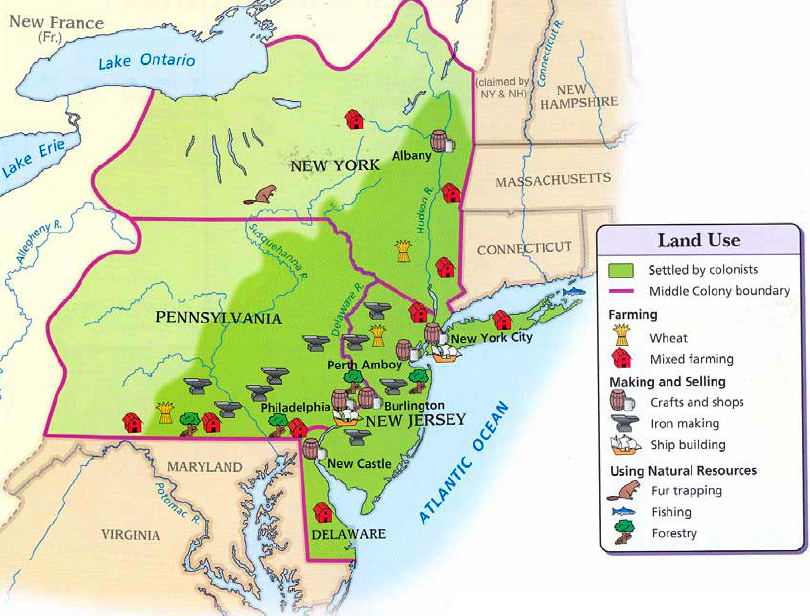 New France
(Fr.)
Lake Ontario
Lake Erie
Allegheny R.
Connecticut R.
(claimed by
NY & NH)
NEW
HAMPSHIRE
NEW YORK
Albany
Hudson R.
MASSACHUSETTS
CONNECTICUT
Susquehanna R.
Delaware R.
PENNSYLVANIA
New York City
Perth Amboy
Philadelphia
Burlington
NEW JERSEY
New Castle
MARYLAND
Potomac R.
VIRGINIA
DELAWARE
ATLANTIC OCEAN
Land Use
Settled by colonists
Middle Colony boundary
Farming
Wheat
Mixed farming
Making and Selling
Crafts and shops
Iron making
Ship building
Using Natural Resources
Fur trapping
Fishing
Forestry